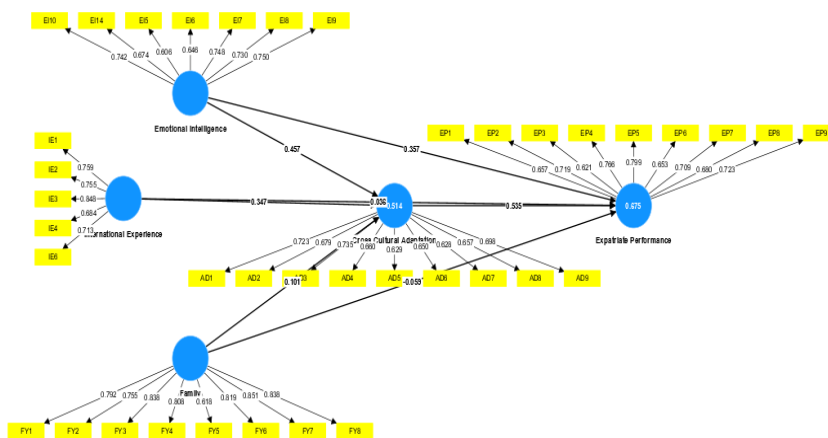 EI10 EI14 EI5 EI6 EI7 EI8 EI9
0.742 0.674 0.606 0.646 0.748 0.730 0.750
Emotional Intelligence
EP1 EP2 EP3 EP4 EP5 EP6 EP7 EP8 EP9
0.657 0.719 0.621 0.766 0.799 0.653 0.709 0.680 0.723
0.457
0.357
IE1
IE2
IE3
IE4
IE6
0.759
0.755
0.848
0.684
0.713
International Experience
0.347
0.036
0.514
0.535
0.675
Cross Cultural Adaptation
Expatriate Performance
0.723 0.679 0.735 0.660 0.629 0.650 0.628 0.657 0.698
AD1 AD2 AD3 AD4 AD5 AD6 AD7 AD8 AD9
0.101
-0.059
Family
0.792 0.755 0.838 0.808 0.618 0.819 0.851 0.838
FY1 FY2 FY3 FY4 FY5 FY6 FY7 FY8